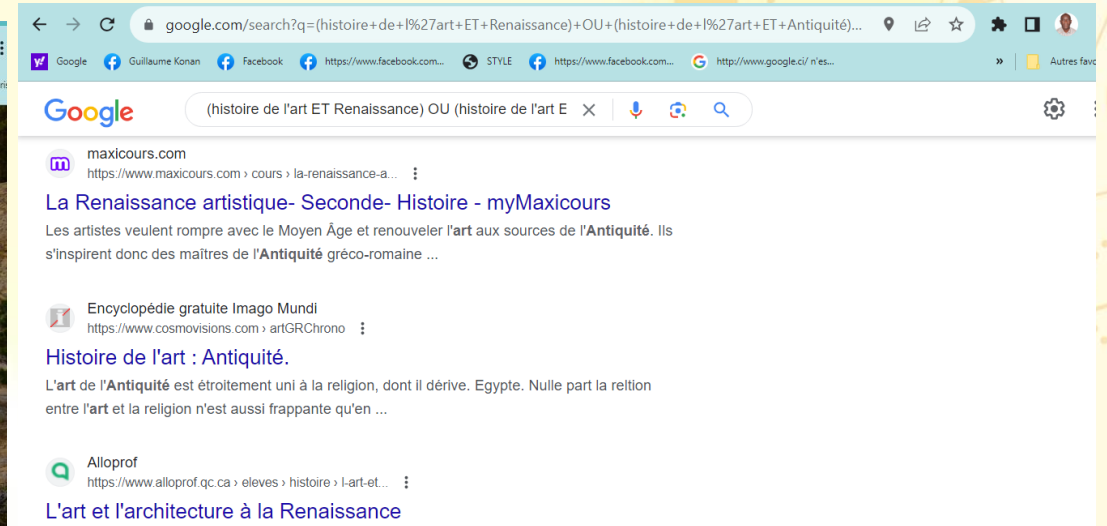 google.com/search?q=(histoire+de+l%27art+ET+Renaissance)+OU+(histoire+de+l%27art+ET+Antiquité)...
Google Guillaume Konan Facebook https://www.facebook.com... STYLE https://www.facebook.com... http://www.google.ci/ n'es... » Autres favo
Google (histoire de l'art ET Renaissance) OU (histoire de l'art E
maxicours.com
https://www.maxicours.com › cours › la-renaissance-a...
La Renaissance artistique- Seconde- Histoire - myMaxicours
Les artistes veulent rompre avec le Moyen Âge et renouveler l'art aux sources de l'Antiquité. Ils
s'inspirent donc des maîtres de l'Antiquité gréco-romaine ...
Encyclopédie gratuite Imago Mundi
https://www.cosmovisions.com › artGRChrono
Histoire de l'art : Antiquité.
L'art de l'Antiquité est étroitement uni à la religion, dont il dérive. Egypte. Nulle part la reltion
entre l'art et la religion n'est aussi frappante qu'en ...
Alloprof
https://www.alloprof.qc.ca › eleves › histoire › l-art-et...
L'art et l'architecture à la Renaissance